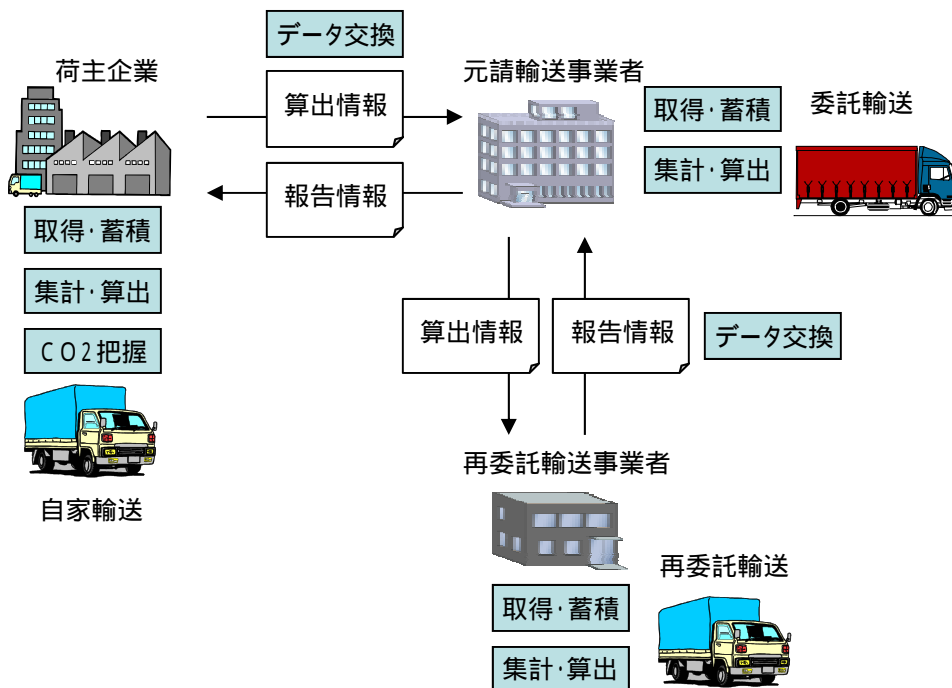 データ交換
荷主企業
元請輸送事業者
算出情報
取得・蓄積
委託輸送
報告情報
集計・算出
取得・蓄積
集計・算出
CO2把握
算出情報
報告情報
データ交換
自家輸送
再委託輸送事業者
再委託輸送
取得・蓄積
集計・算出